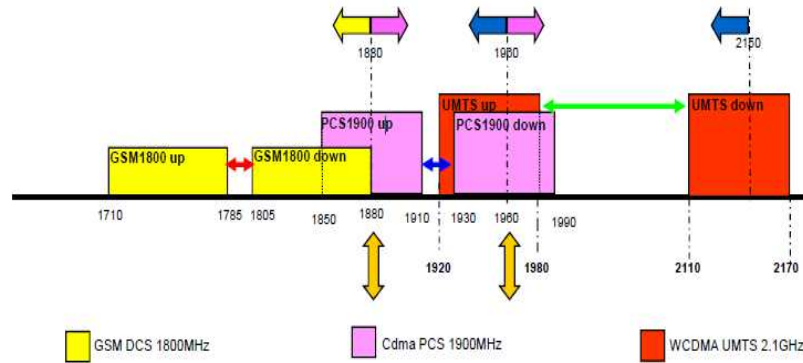 1880
1960
2150
UMTS up
UMTS down
PCS1900 up
PCS1900 down
GSM1800 up
GSM1800 down
1710
1785
1805
1850
1880
1910
1930
1960
1990
1920
1980
2110
2170
GSM DCS 1800MHz
Cdma PCS 1900MHz
WCDMA UMTS 2.1GHz